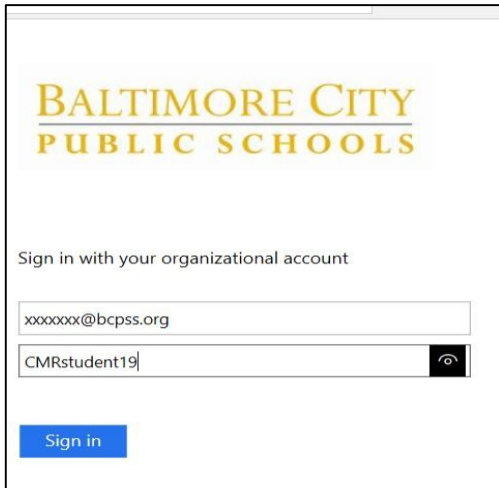 BALTIMORE CITY
PUBLIC SCHOOLS
Sign in with your organizational account
xxxxxxx@bcpss.org
CMRstudent19
Sign in